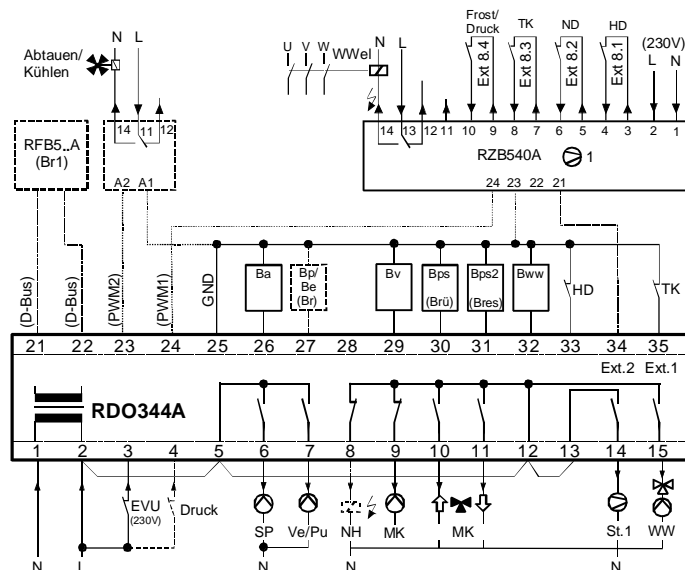 N L
Abtauen/
Kühlen
U V W
WWel
N L
Frost/
Druck
TK
ND
HD
(230V)
L N
Ext 8.4
Ext 8.3
Ext 8.2
Ext 8.1
14 11 12
14 13 12 11 10 9 8 7 6 5 4 3 2 1
RFB5..A
(Br1)
RZB540A
1
A2 A1
24 23 22 21
(D-Bus)
(D-Bus)
(PWM2)
(PWM1)
GND
Ba
Bp/
Be
(Br)
Bv
Bps
(Brü)
Bps2
(Bres)
Bww
HD
TK
21 22 23 24 25 26 27 28 29 30 31 32 33 34 35
Ext.2 Ext.1
RDO344A
1 2 3 4 5 6 7 8 9 10 11 12 13 14 15
EVU
(230V)
Druck
SP
Ve/Pu
NH
MK
MK
St.1
WW
N L N N N